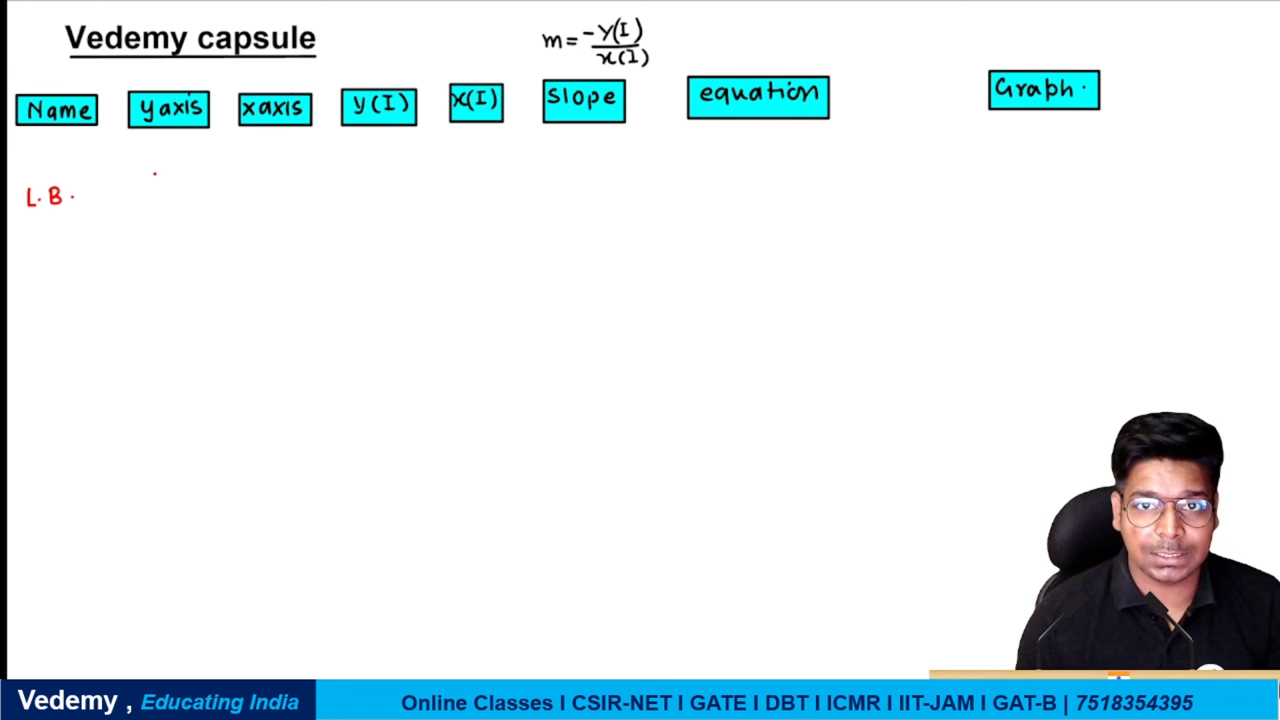 Vedemy capsule
m = -Y(I)/x(I)
Name y axis x axis y(I) x(I) Slope equation Graph.
L.B.
Vedemy , Educating India
Online Classes I CSIR-NET I GATE I DBT I ICMR I IIT-JAM I GAT-B | 7518354395